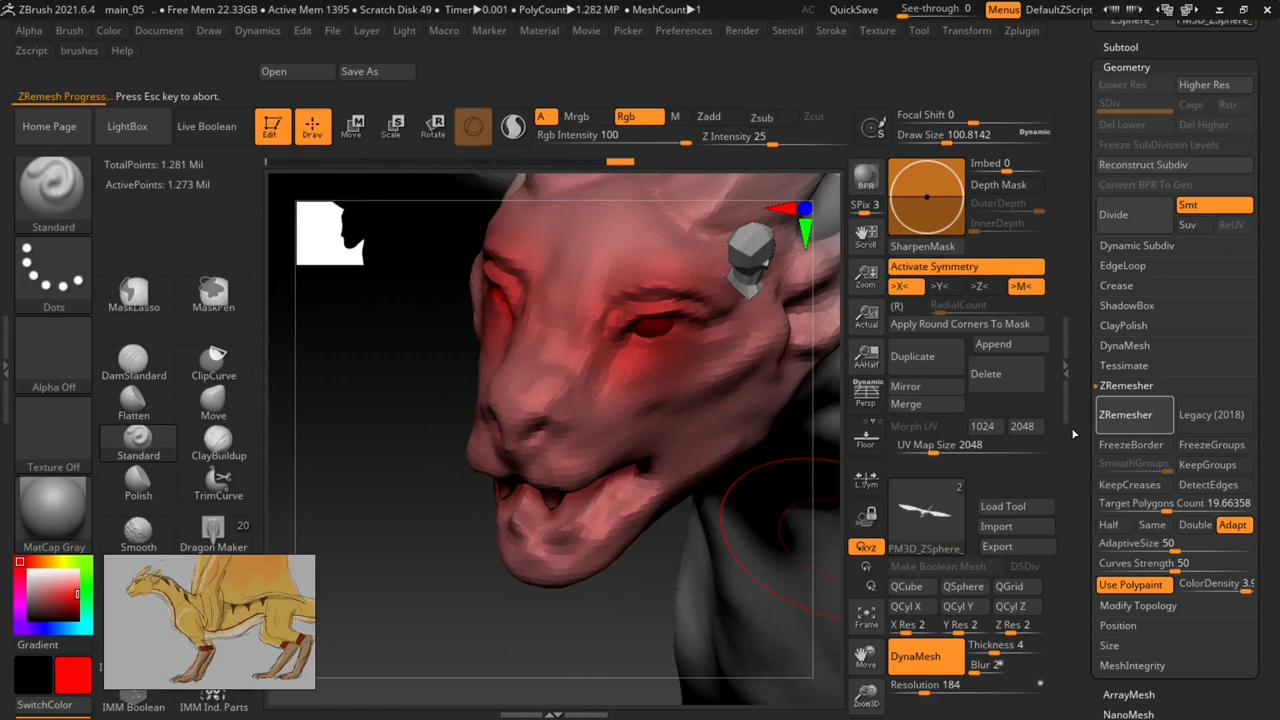 ZBrush 2021.6.4 main_05 .. • Free Mem 22.33GB • Active Mem 1395 • Scratch Disk 49 • Timer▶0.001 • PolyCount▶1.282 MP • MeshCount▶1 AC QuickSave See-through 0 Menus DefaultZScript
Alpha Brush Color Document Draw Dynamics Edit File Layer Light Macro Marker Material Movie Picker Preferences Render Stencil Stroke Texture Tool Transform Zplugin
Zscript brushes Help
Open Save As
ZRemesh Progress... Press Esc key to abort.
Home Page LightBox Live Boolean Edit Draw Move Scale Rotate
A Mrgb Rgb M Zadd Zsub Zcut
Rgb Intensity 100 Z Intensity 25
Focal Shift 0
Draw Size 100.8142 Dynamic
TotalPoints: 1.281 Mil
ActivePoints: 1.273 Mil
Standard
Dots
MaskLasso MaskPen
Alpha Off
DamStandard ClipCurve
Flatten Move
Standard ClayBuildup
Texture Off
Polish TrimCurve
MatCap Gray
Smooth Dragon Maker
20
Gradient
SwitchColor
IMM Boolean IMM Ind. Parts
BPR
SPix 3
Scroll
Zoom
Actual
AAHalf
Dynamic
Persp
Floor
L.Sym
XYZ
Frame
Move
Zoom3D
Imbed 0
Depth Mask
OuterDepth
InnerDepth
SharpenMask
Activate Symmetry
>X< >Y< >Z< >M<
(R) RadialCount
Apply Round Corners To Mask
Duplicate Append
Delete
Mirror
Merge
Morph UV 1024 2048
UV Map Size 2048
2
Load Tool
Import
PM3D_ZSphere_ Export
Make Boolean Mesh DSDiv
QCube QSphere QGrid
QCyl X QCyl Y QCyl Z
X Res 2 Y Res 2 Z Res 2
DynaMesh Thickness 4
Blur 2
Resolution 184
Subtool
Geometry
Lower Res Higher Res
SDiv Cage Rstr
Del Lower Del Higher
Freeze SubDivision Levels
Reconstruct Subdiv
Convert BPR To Geo
Divide Smt
Suv ReUV
Dynamic Subdiv
EdgeLoop
Crease
ShadowBox
ClayPolish
DynaMesh
Tessimate
ZRemesher
ZRemesher Legacy (2018)
FreezeBorder FreezeGroups
SmoothGroups KeepGroups
KeepCreases DetectEdges
Target Polygons Count 19.66358
Half Same Double Adapt
AdaptiveSize 50
Curves Strength 50
Use Polypaint ColorDensity 3.9
Modify Topology
Position
Size
MeshIntegrity
ArrayMesh
NanoMesh